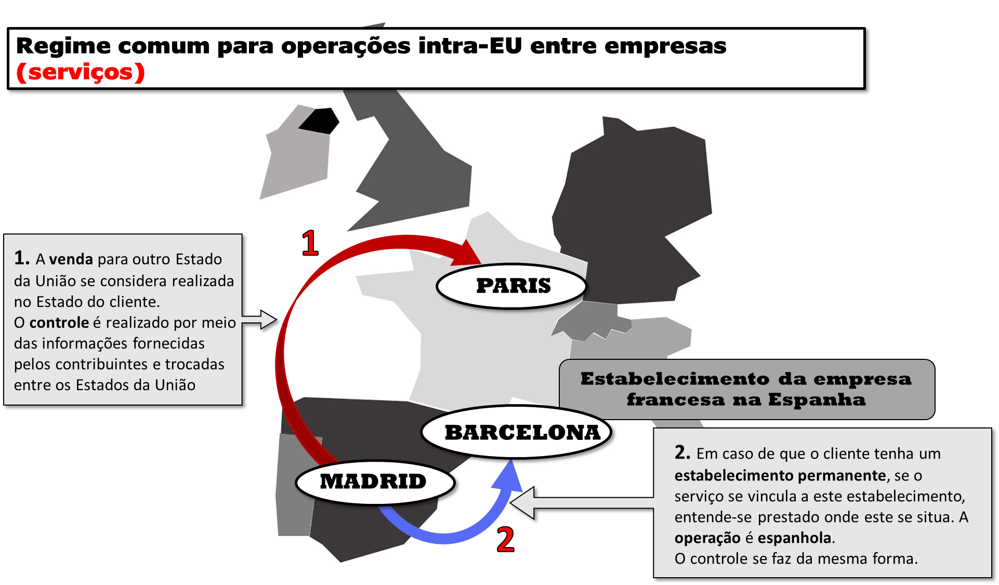 Regime comum para operações intra-EU entre empresas
(serviços)
1
1. A venda para outro Estado
da União se considera realizada
no Estado do cliente.
O controle é realizado por meio
das informações fornecidas
pelos contribuintes e trocadas
entre os Estados da União
PARIS
Estabelecimento da empresa
francesa na Espanha
BARCELONA
MADRID
2. Em caso de que o cliente tenha um
estabelecimento permanente, se o
serviço se vincula a este estabelecimento,
entende-se prestado onde este se situa. A
operação é espanhola.
O controle se faz da mesma forma.
2